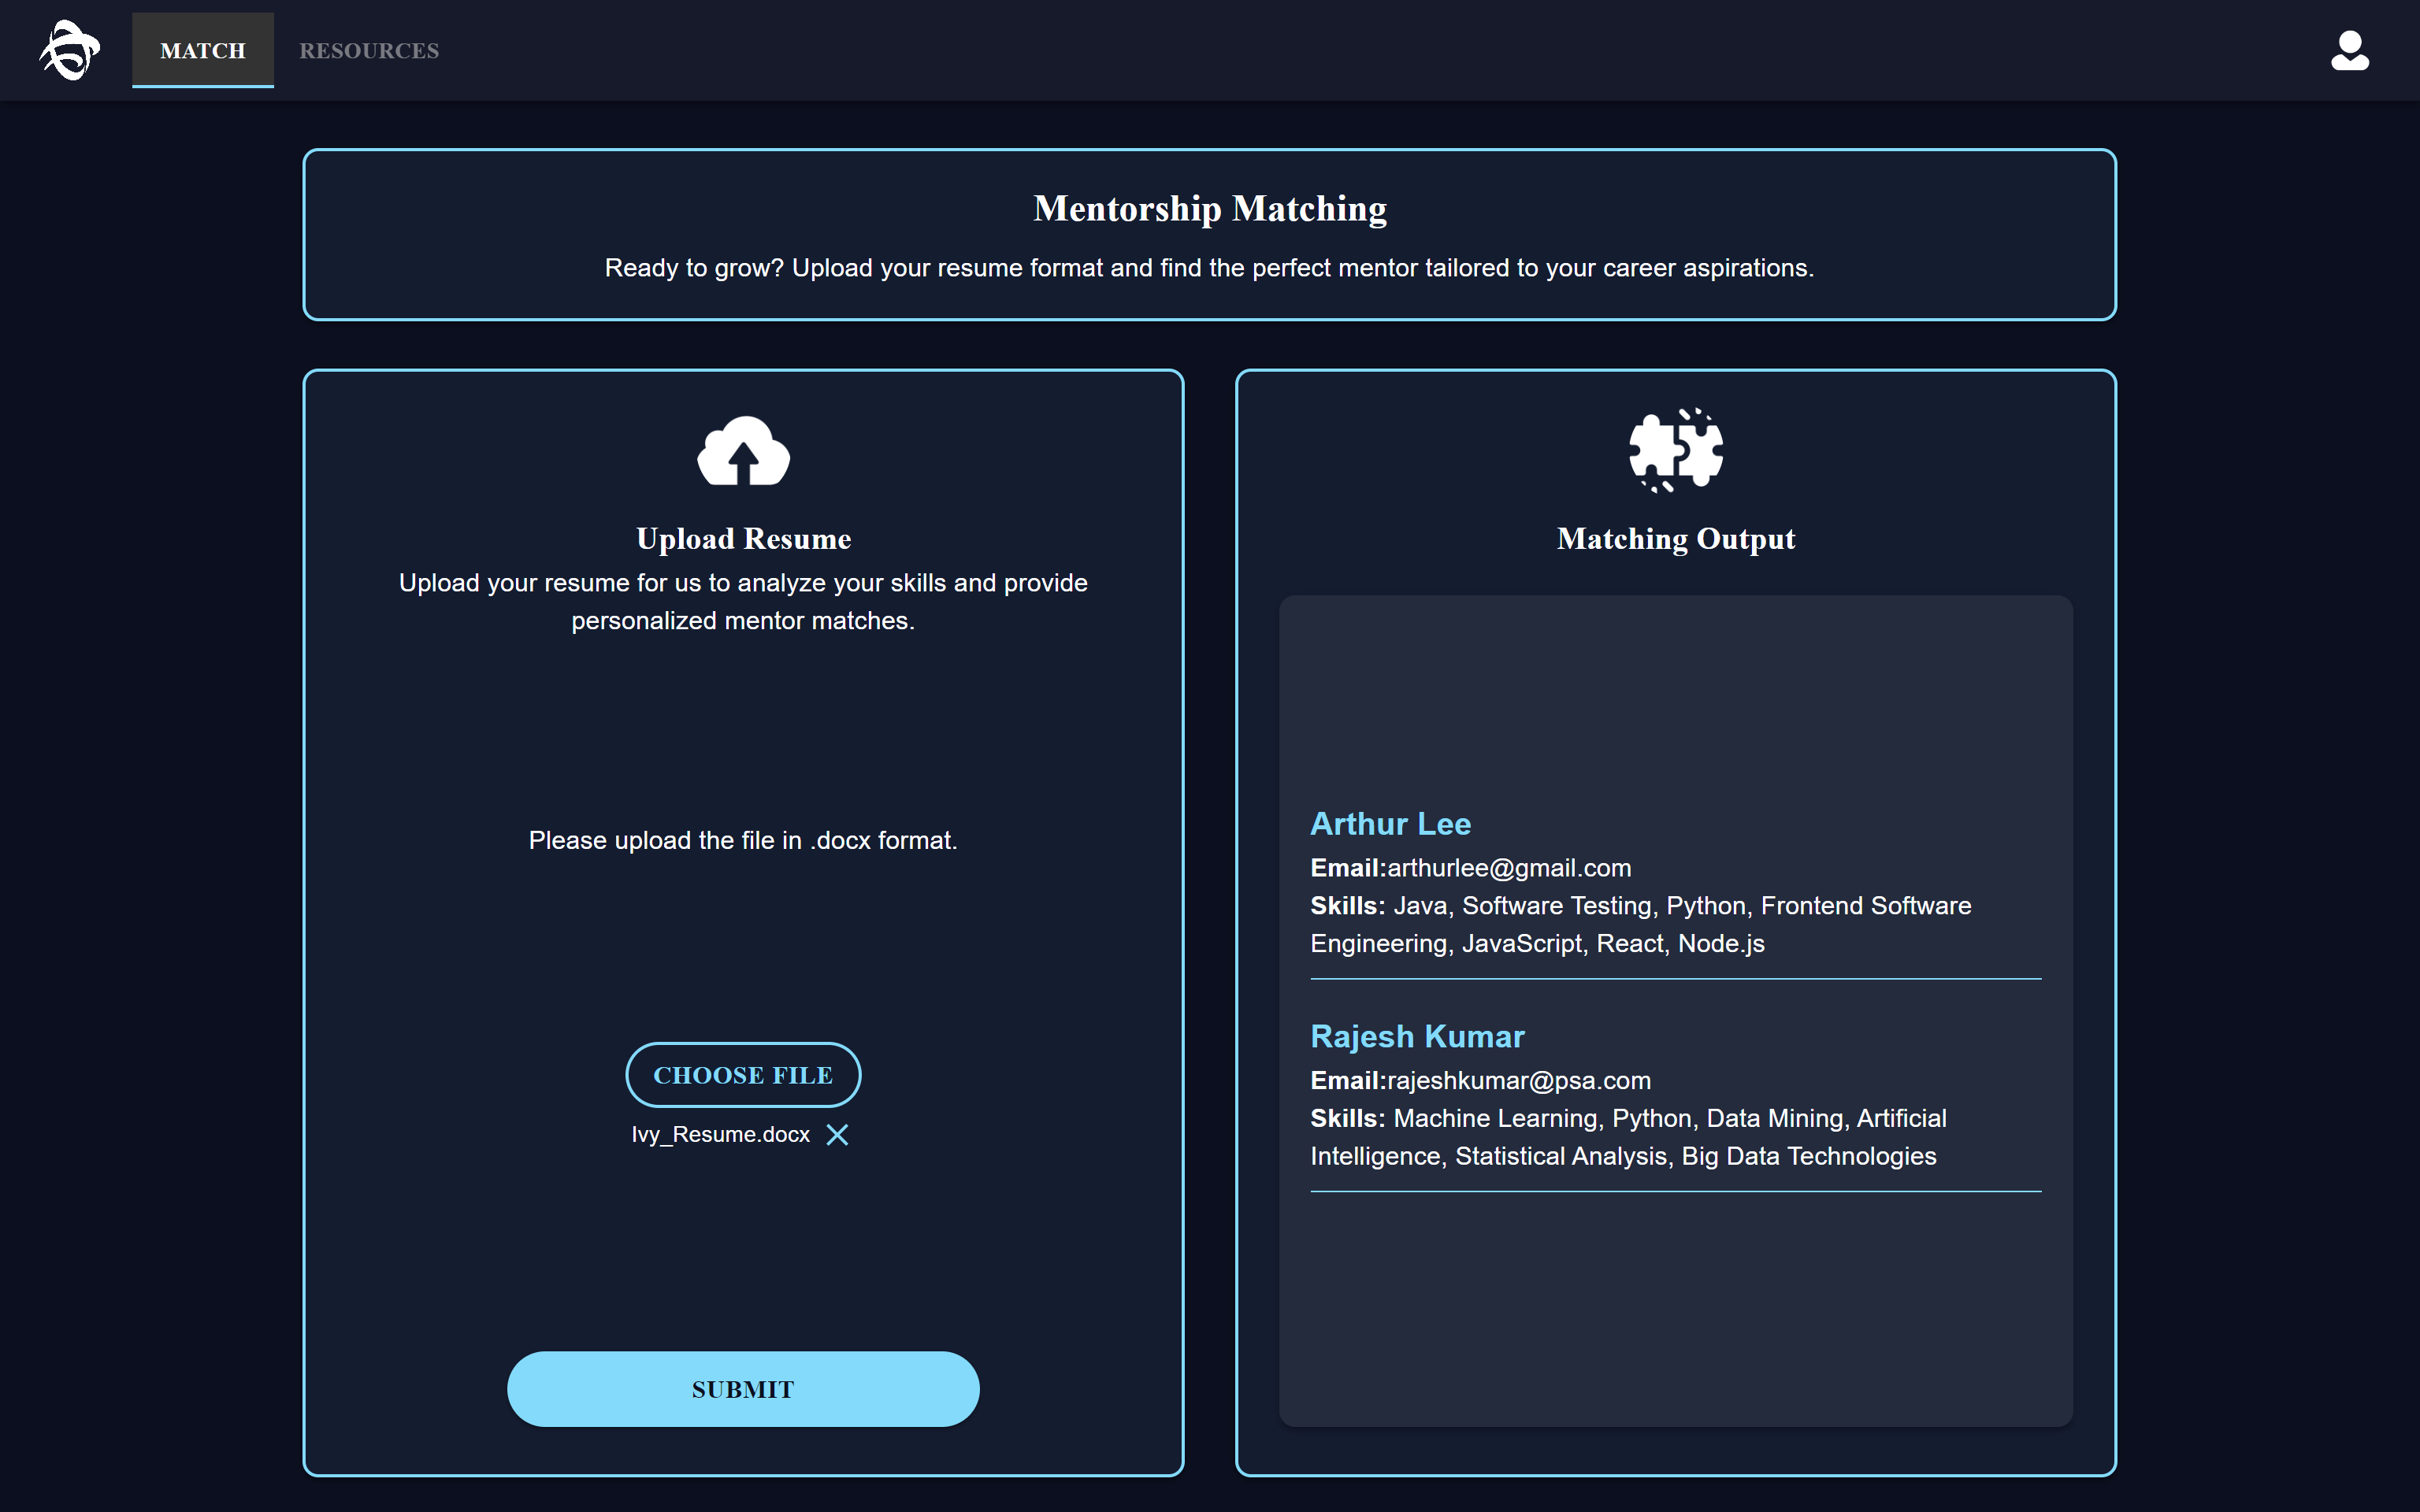 MATCH
RESOURCES
Mentorship Matching
Ready to grow? Upload your resume format and find the perfect mentor tailored to your career aspirations.
Upload Resume
Upload your resume for us to analyze your skills and provide
personalized mentor matches.
Please upload the file in .docx format.
CHOOSE FILE
Ivy_Resume.docx
SUBMIT
Matching Output
Arthur Lee
Email:arthurlee@gmail.com
Skills: Java, Software Testing, Python, Frontend Software
Engineering, JavaScript, React, Node.js
Rajesh Kumar
Email:rajeshkumar@psa.com
Skills: Machine Learning, Python, Data Mining, Artificial
Intelligence, Statistical Analysis, Big Data Technologies